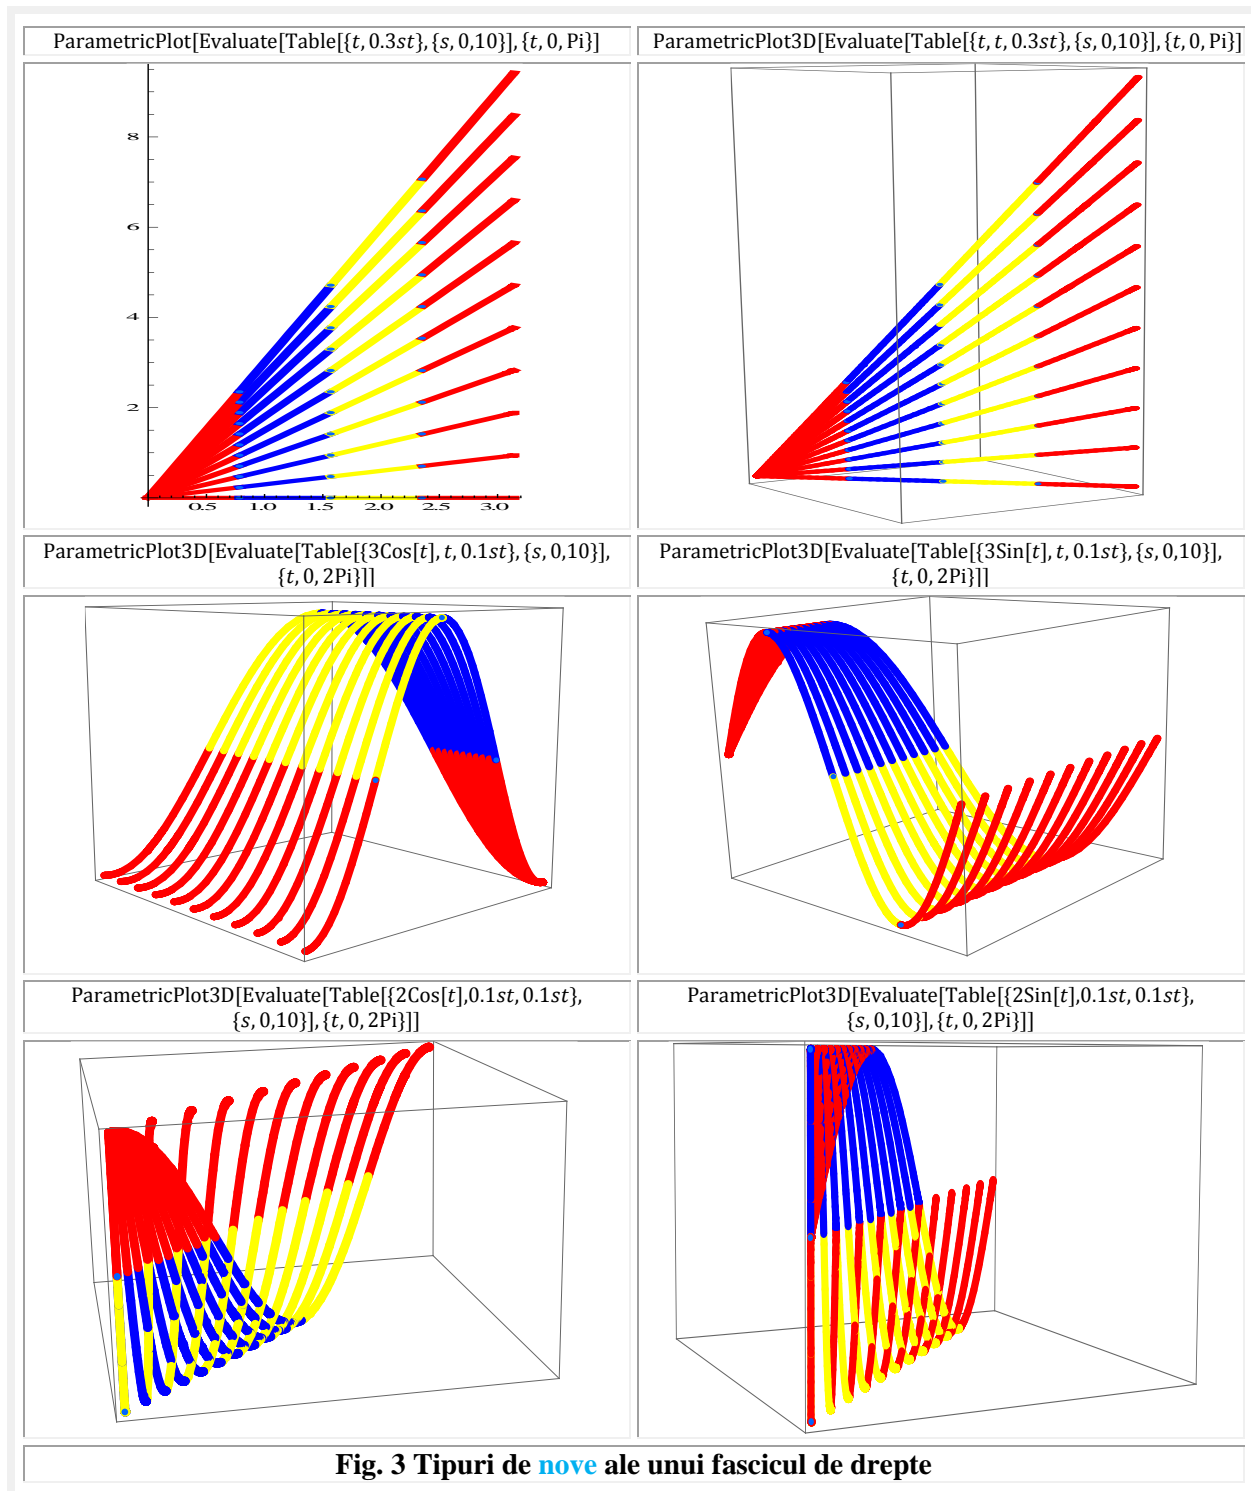 ParametricPlot[Evaluate[Table[{t, 0.3st}, {s, 0,10}], {t, 0, Pi}]
ParametricPlot3D[Evaluate[Table[{t, t, 0.3st}, {s, 0,10}], {t, 0, Pi}]
8
6
4
2
0.5 1.0 1.5 2.0 2.5 3.0
ParametricPlot3D[Evaluate[Table[{3Cos[t], t, 0.1st}, {s, 0,10}],
{t, 0, 2Pi}]]
ParametricPlot3D[Evaluate[Table[{3Sin[t], t, 0.1st}, {s, 0,10}],
{t, 0, 2Pi}]]
ParametricPlot3D[Evaluate[Table[{2Cos[t],0.1st, 0.1st},
{s, 0,10}], {t, 0, 2Pi}]]
ParametricPlot3D[Evaluate[Table[{2Sin[t],0.1st, 0.1st},
{s, 0,10}], {t, 0, 2Pi}]]
Fig. 3 Tipuri de nove ale unui fascicul de drepte